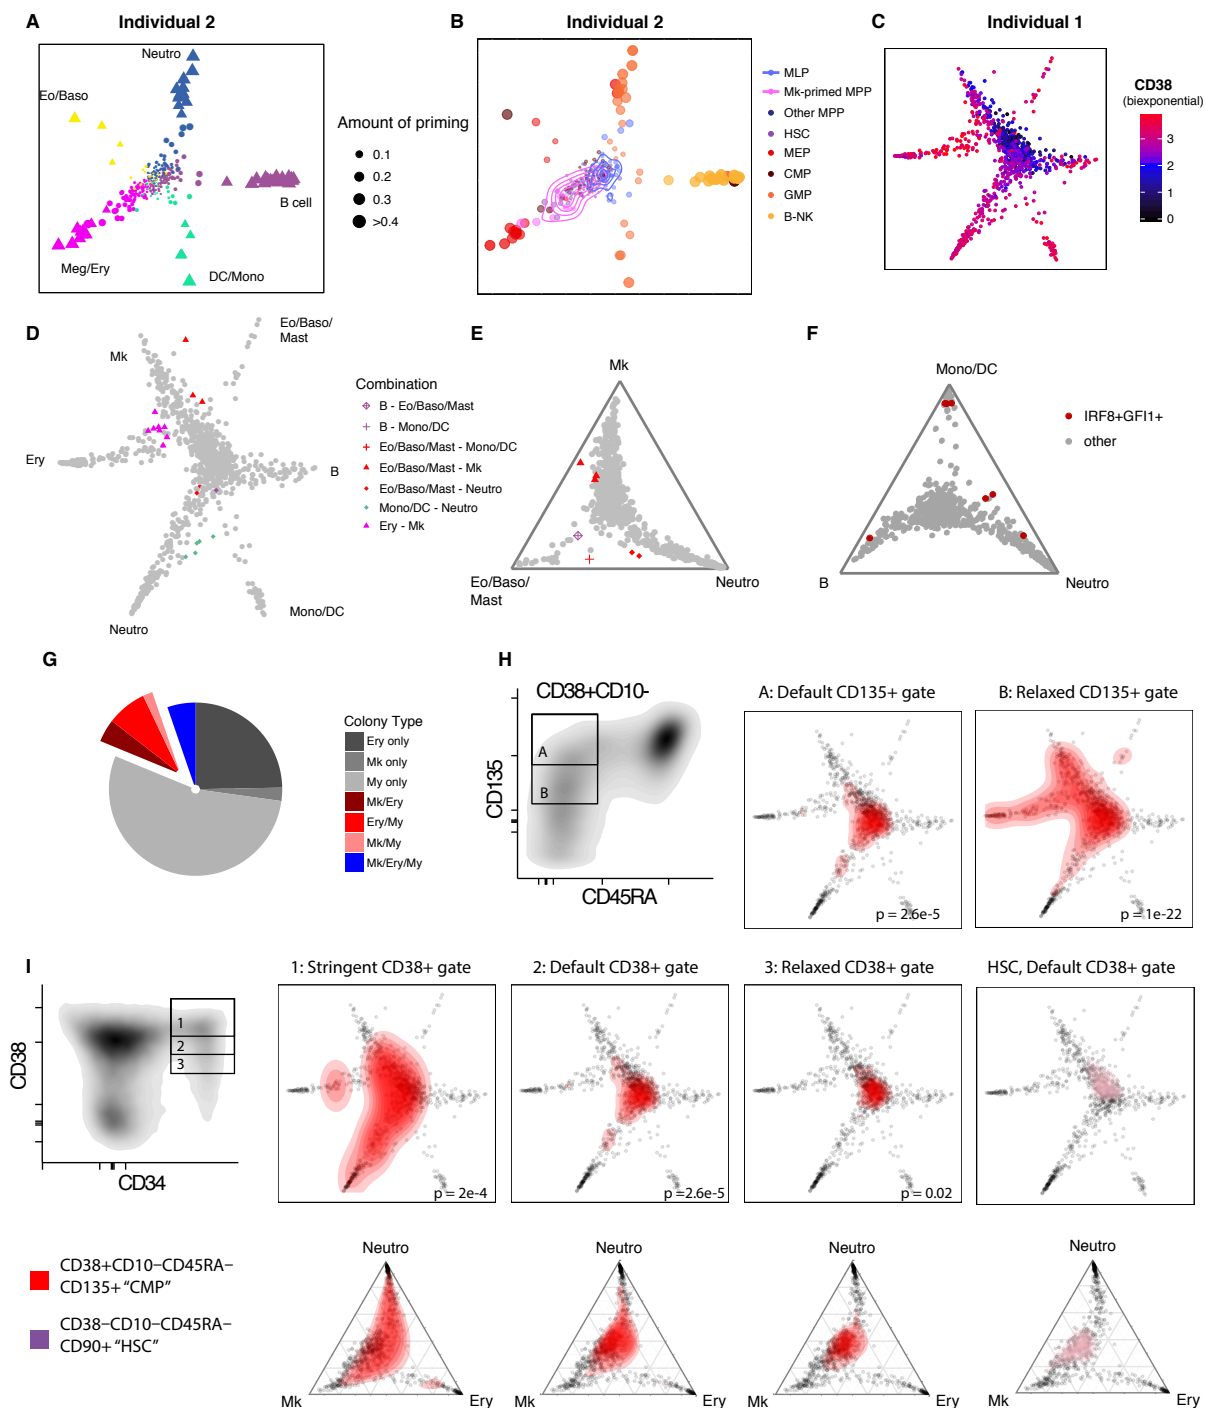 A
Individual 2
Neutro
Eo/Baso
B cell
Meg/Ery
DC/Mono
Amount of priming
0.1
0.2
0.3
>0.4
B
Individual 2
MLP
Mk-primed MPP
Other MPP
HSC
MEP
CMP
GMP
B-NK
C
Individual 1
CD38
(biexponential)
3
2
1
0
D
Mk
Eo/Baso/
Mast
Ery
B
Neutro
Mono/DC
Combination
B - Eo/Baso/Mast
B - Mono/DC
Eo/Baso/Mast - Mono/DC
Eo/Baso/Mast - Mk
Eo/Baso/Mast - Neutro
Mono/DC - Neutro
Ery - Mk
E
Mk
Eo/Baso/
Mast
Neutro
F
Mono/DC
B
Neutro
IRF8+GFI1+
other
G
Colony Type
Ery only
Mk only
My only
Mk/Ery
Ery/My
Mk/My
Mk/Ery/My
H
CD38+CD10-
A
B
CD135
CD45RA
A: Default CD135+ gate
p = 2.6e-5
B: Relaxed CD135+ gate
p = 1e-22
I
1
2
3
CD38
CD34
1: Stringent CD38+ gate
p = 2e-4
2: Default CD38+ gate
p =2.6e-5
3: Relaxed CD38+ gate
p = 0.02
HSC, Default CD38+ gate
CD38+CD10−CD45RA−
CD135+ “CMP”
CD38−CD10−CD45RA−
CD90+ “HSC”
Neutro
Mk
Ery
Neutro
Mk
Ery
Neutro
Mk
Ery
Neutro
Mk
Ery